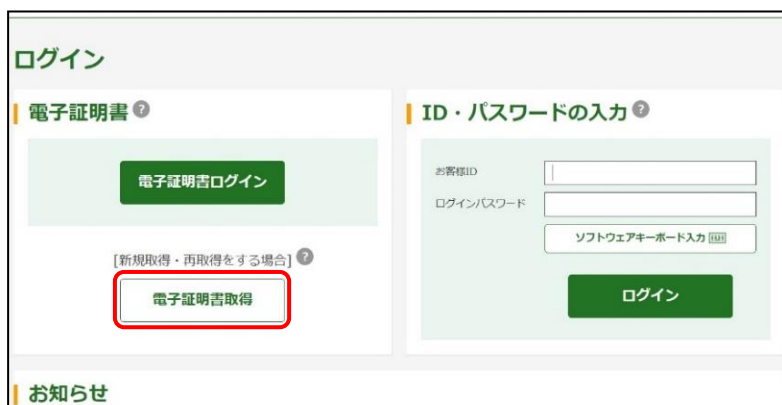 ログイン
電子証明書 ?
電子証明書ログイン
[新規取得・再取得をする場合] ?
電子証明書取得
ID・パスワードの入力 ?
お客様ID
ログインパスワード
ソフトウェアキーボード入力
ログイン
お知らせ